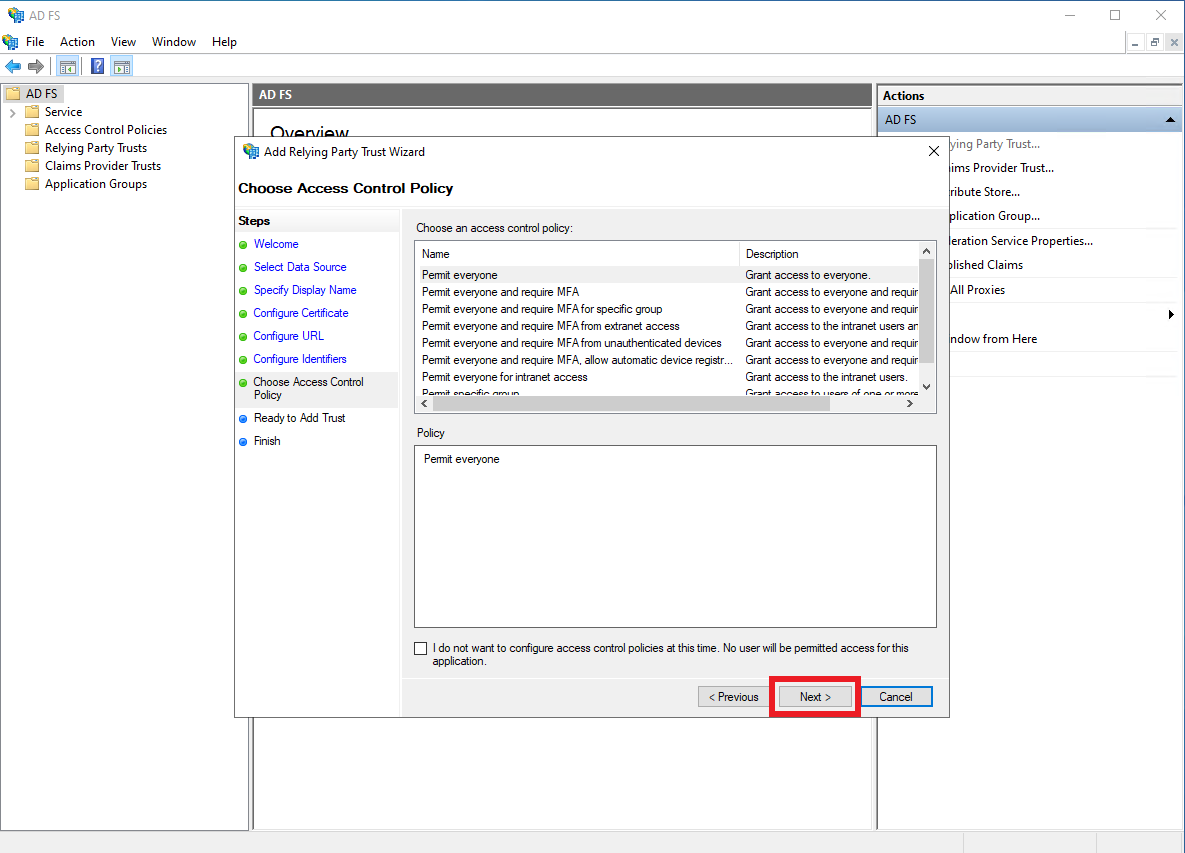 AD FS
File Action View Window Help
AD FS
Service
Access Control Policies
Relying Party Trusts
Claims Provider Trusts
Application Groups
AD FS
Overview
Actions
AD FS
ying Party Trust...
ims Provider Trust...
ribute Store...
plication Group...
eration Service Properties...
lished Claims
All Proxies
ndow from Here
Add Relying Party Trust Wizard
Choose Access Control Policy
Steps
Welcome
Select Data Source
Specify Display Name
Configure Certificate
Configure URL
Configure Identifiers
Choose Access Control
Policy
Ready to Add Trust
Finish
Choose an access control policy:
Name Description
Permit everyone Grant access to everyone.
Permit everyone and require MFA Grant access to everyone and requir
Permit everyone and require MFA for specific group Grant access to everyone and requir
Permit everyone and require MFA from extranet access Grant access to the intranet users ar
Permit everyone and require MFA from unauthenticated devices Grant access to everyone and requir
Permit everyone and require MFA, allow automatic device registr... Grant access to everyone and requir
Permit everyone for intranet access Grant access to the intranet users.
Permit specific group Grant access to users of one or more
Policy
Permit everyone
I do not want to configure access control policies at this time. No user will be permitted access for this
application.
< Previous Next > Cancel